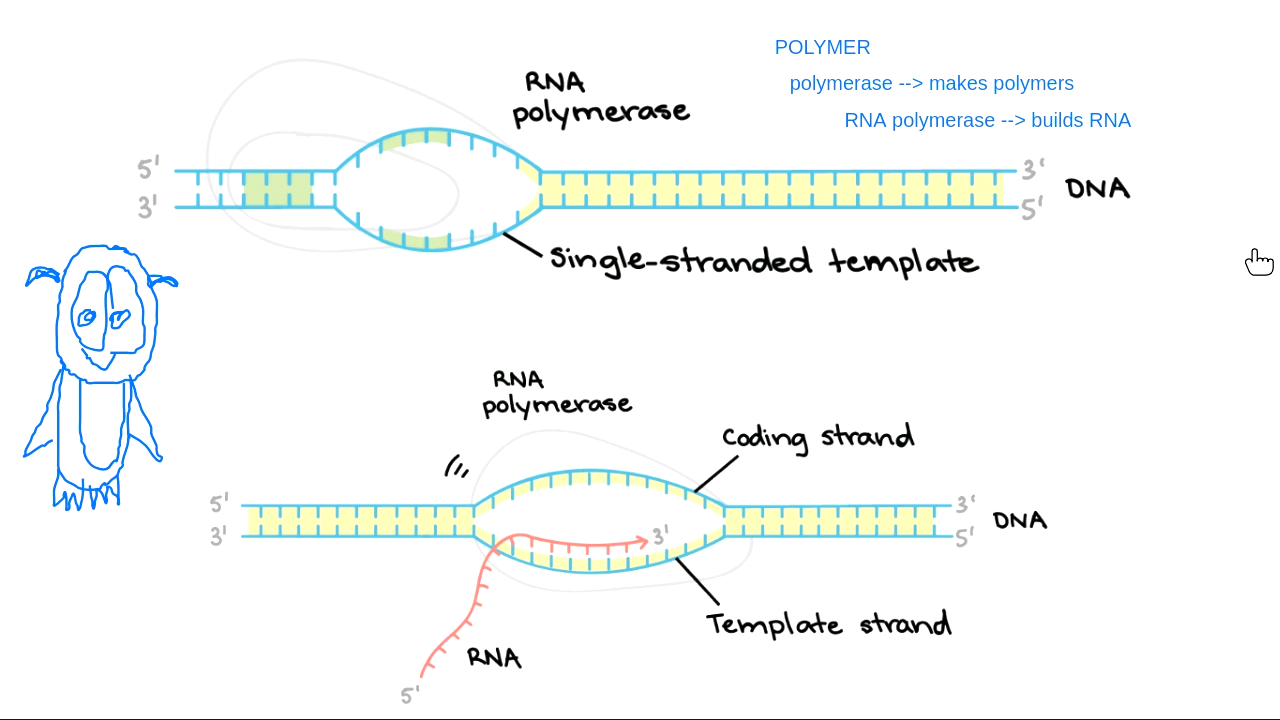 POLYMER
polymerase --> makes polymers
RNA polymerase --> builds RNA
RNA
polymerase
5' 3'
3' 5'
DNA
Single-stranded template
RNA
polymerase
Coding strand
5' 3'
3' 5'
DNA
3'
Template strand
RNA
5'